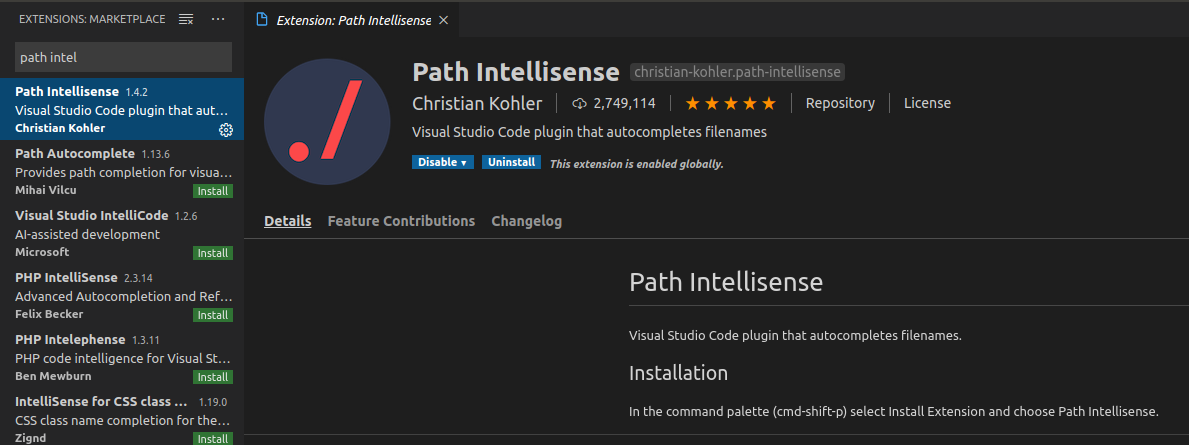 EXTENSIONS: MARKETPLACE
path intel
Path Intellisense 1.4.2
Visual Studio Code plugin that aut...
Christian Kohler
Path Autocomplete 1.13.6
Provides path completion for visua...
Mihai Vilcu Install
Visual Studio IntelliCode 1.2.6
AI-assisted development
Microsoft Install
PHP IntelliSense 2.3.14
Advanced Autocompletion and Ref...
Felix Becker Install
PHP Intelephense 1.3.11
PHP code intelligence for Visual St...
Ben Mewburn Install
IntelliSense for CSS class ... 1.19.0
CSS class name completion for the...
Zignd Install
Extension: Path Intellisense
Path Intellisense christian-kohler.path-intellisense
Christian Kohler 2,749,114 ★★★★★ Repository License
Visual Studio Code plugin that autocompletes filenames
Disable Uninstall This extension is enabled globally.
Details Feature Contributions Changelog
Path Intellisense
Visual Studio Code plugin that autocompletes filenames.
Installation
In the command palette (cmd-shift-p) select Install Extension and choose Path Intellisense.